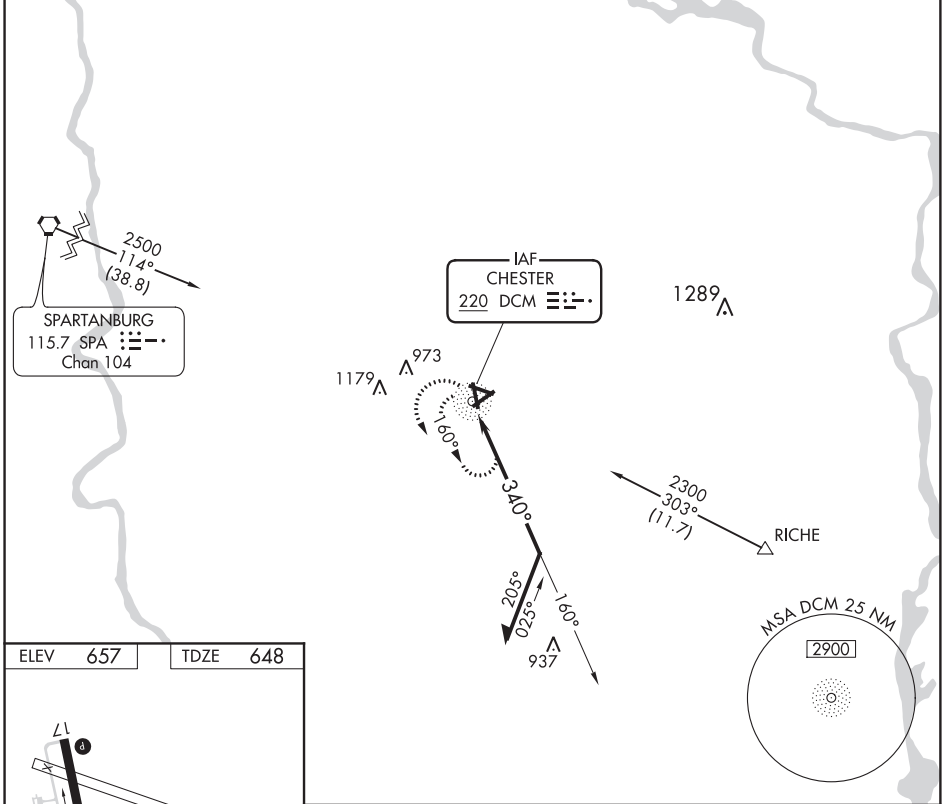 2500
114°
(38.8)
SPARTANBURG
115.7 SPA
Chan 104
IAF
CHESTER
220 DCM
1289
973
1179
160°
340°
2300
303°
(11.7)
RICHE
205°
025°
160°
937
MSA DCM 25 NM
2900
ELEV 657
TDZE 648
17
P
X